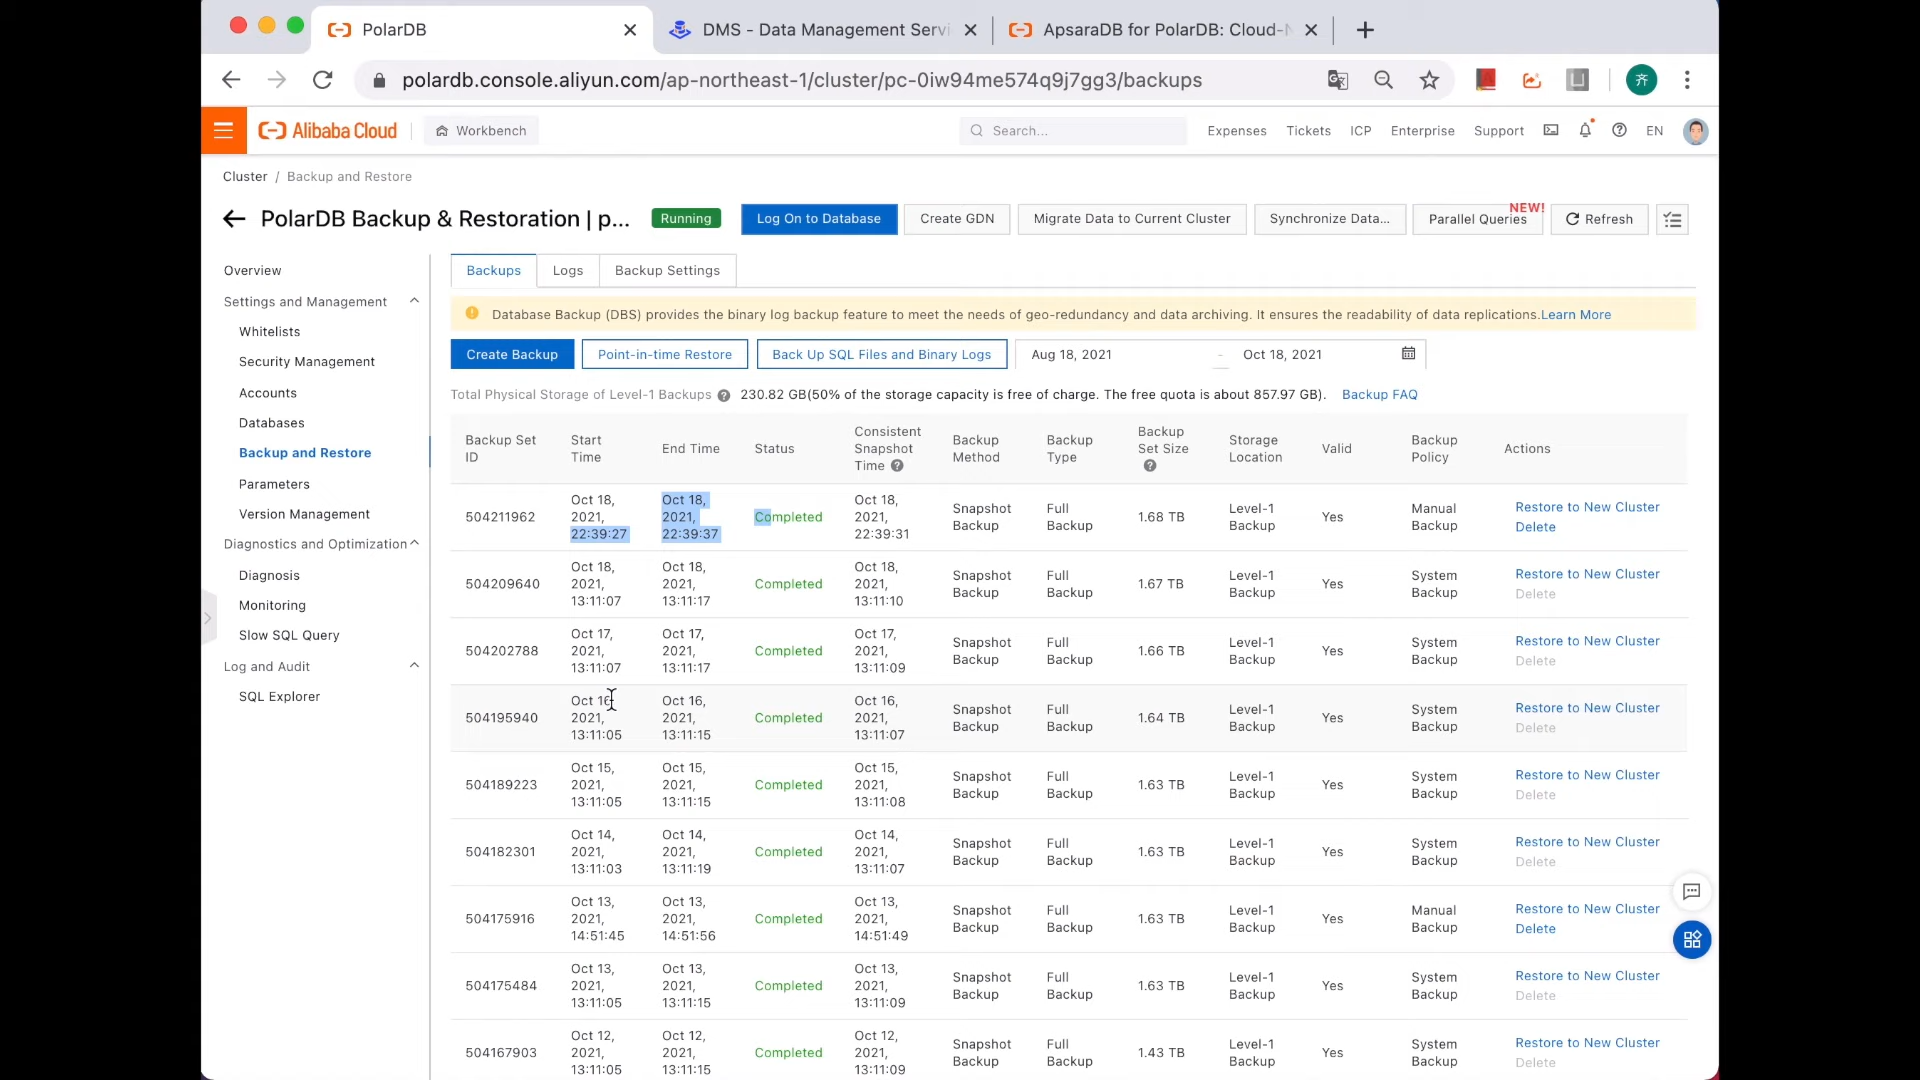 PolarDB
DMS - Data Management Servi
ApsaraDB for PolarDB: Cloud-N
polardb.console.aliyun.com/ap-northeast-1/cluster/pc-0iw94me574q9j7gg3/backups
齐
Alibaba Cloud
Workbench
Search...
Expenses
Tickets
ICP
Enterprise
Support
EN
Cluster / Backup and Restore
PolarDB Backup & Restoration | p...
Running
Log On to Database
Create GDN
Migrate Data to Current Cluster
Synchronize Data...
Parallel Queries
NEW!
Refresh
Overview
Settings and Management
Whitelists
Security Management
Accounts
Databases
Backup and Restore
Parameters
Version Management
Diagnostics and Optimization
Diagnosis
Monitoring
Slow SQL Query
Log and Audit
SQL Explorer
Backups
Logs
Backup Settings
Database Backup (DBS) provides the binary log backup feature to meet the needs of geo-redundancy and data archiving. It ensures the readability of data replications.Learn More
Create Backup
Point-in-time Restore
Back Up SQL Files and Binary Logs
Aug 18, 2021 - Oct 18, 2021
Total Physical Storage of Level-1 Backups 230.82 GB(50% of the storage capacity is free of charge. The free quota is about 857.97 GB). Backup FAQ
Backup Set ID
Start Time
End Time
Status
Consistent Snapshot Time
Backup Method
Backup Type
Backup Set Size
Storage Location
Valid
Backup Policy
Actions
504211962 Oct 18, 2021, 22:39:27 Oct 18, 2021, 22:39:37 Completed Oct 18, 2021, 22:39:31 Snapshot Backup Full Backup 1.68 TB Level-1 Backup Yes Manual Backup Restore to New Cluster Delete
504209640 Oct 18, 2021, 13:11:07 Oct 18, 2021, 13:11:17 Completed Oct 18, 2021, 13:11:10 Snapshot Backup Full Backup 1.67 TB Level-1 Backup Yes System Backup Restore to New Cluster Delete
504202788 Oct 17, 2021, 13:11:07 Oct 17, 2021, 13:11:17 Completed Oct 17, 2021, 13:11:09 Snapshot Backup Full Backup 1.66 TB Level-1 Backup Yes System Backup Restore to New Cluster Delete
504195940 Oct 16, 2021, 13:11:05 Oct 16, 2021, 13:11:15 Completed Oct 16, 2021, 13:11:07 Snapshot Backup Full Backup 1.64 TB Level-1 Backup Yes System Backup Restore to New Cluster Delete
504189223 Oct 15, 2021, 13:11:05 Oct 15, 2021, 13:11:15 Completed Oct 15, 2021, 13:11:08 Snapshot Backup Full Backup 1.63 TB Level-1 Backup Yes System Backup Restore to New Cluster Delete
504182301 Oct 14, 2021, 13:11:03 Oct 14, 2021, 13:11:19 Completed Oct 14, 2021, 13:11:07 Snapshot Backup Full Backup 1.63 TB Level-1 Backup Yes System Backup Restore to New Cluster Delete
504175916 Oct 13, 2021, 14:51:45 Oct 13, 2021, 14:51:56 Completed Oct 13, 2021, 14:51:49 Snapshot Backup Full Backup 1.63 TB Level-1 Backup Yes Manual Backup Restore to New Cluster Delete
504175484 Oct 13, 2021, 13:11:05 Oct 13, 2021, 13:11:15 Completed Oct 13, 2021, 13:11:09 Snapshot Backup Full Backup 1.63 TB Level-1 Backup Yes System Backup Restore to New Cluster Delete
504167903 Oct 12, 2021, 13:11:05 Oct 12, 2021, 13:11:15 Completed Oct 12, 2021, 13:11:09 Snapshot Backup Full Backup 1.43 TB Level-1 Backup Yes System Backup Restore to New Cluster Delete